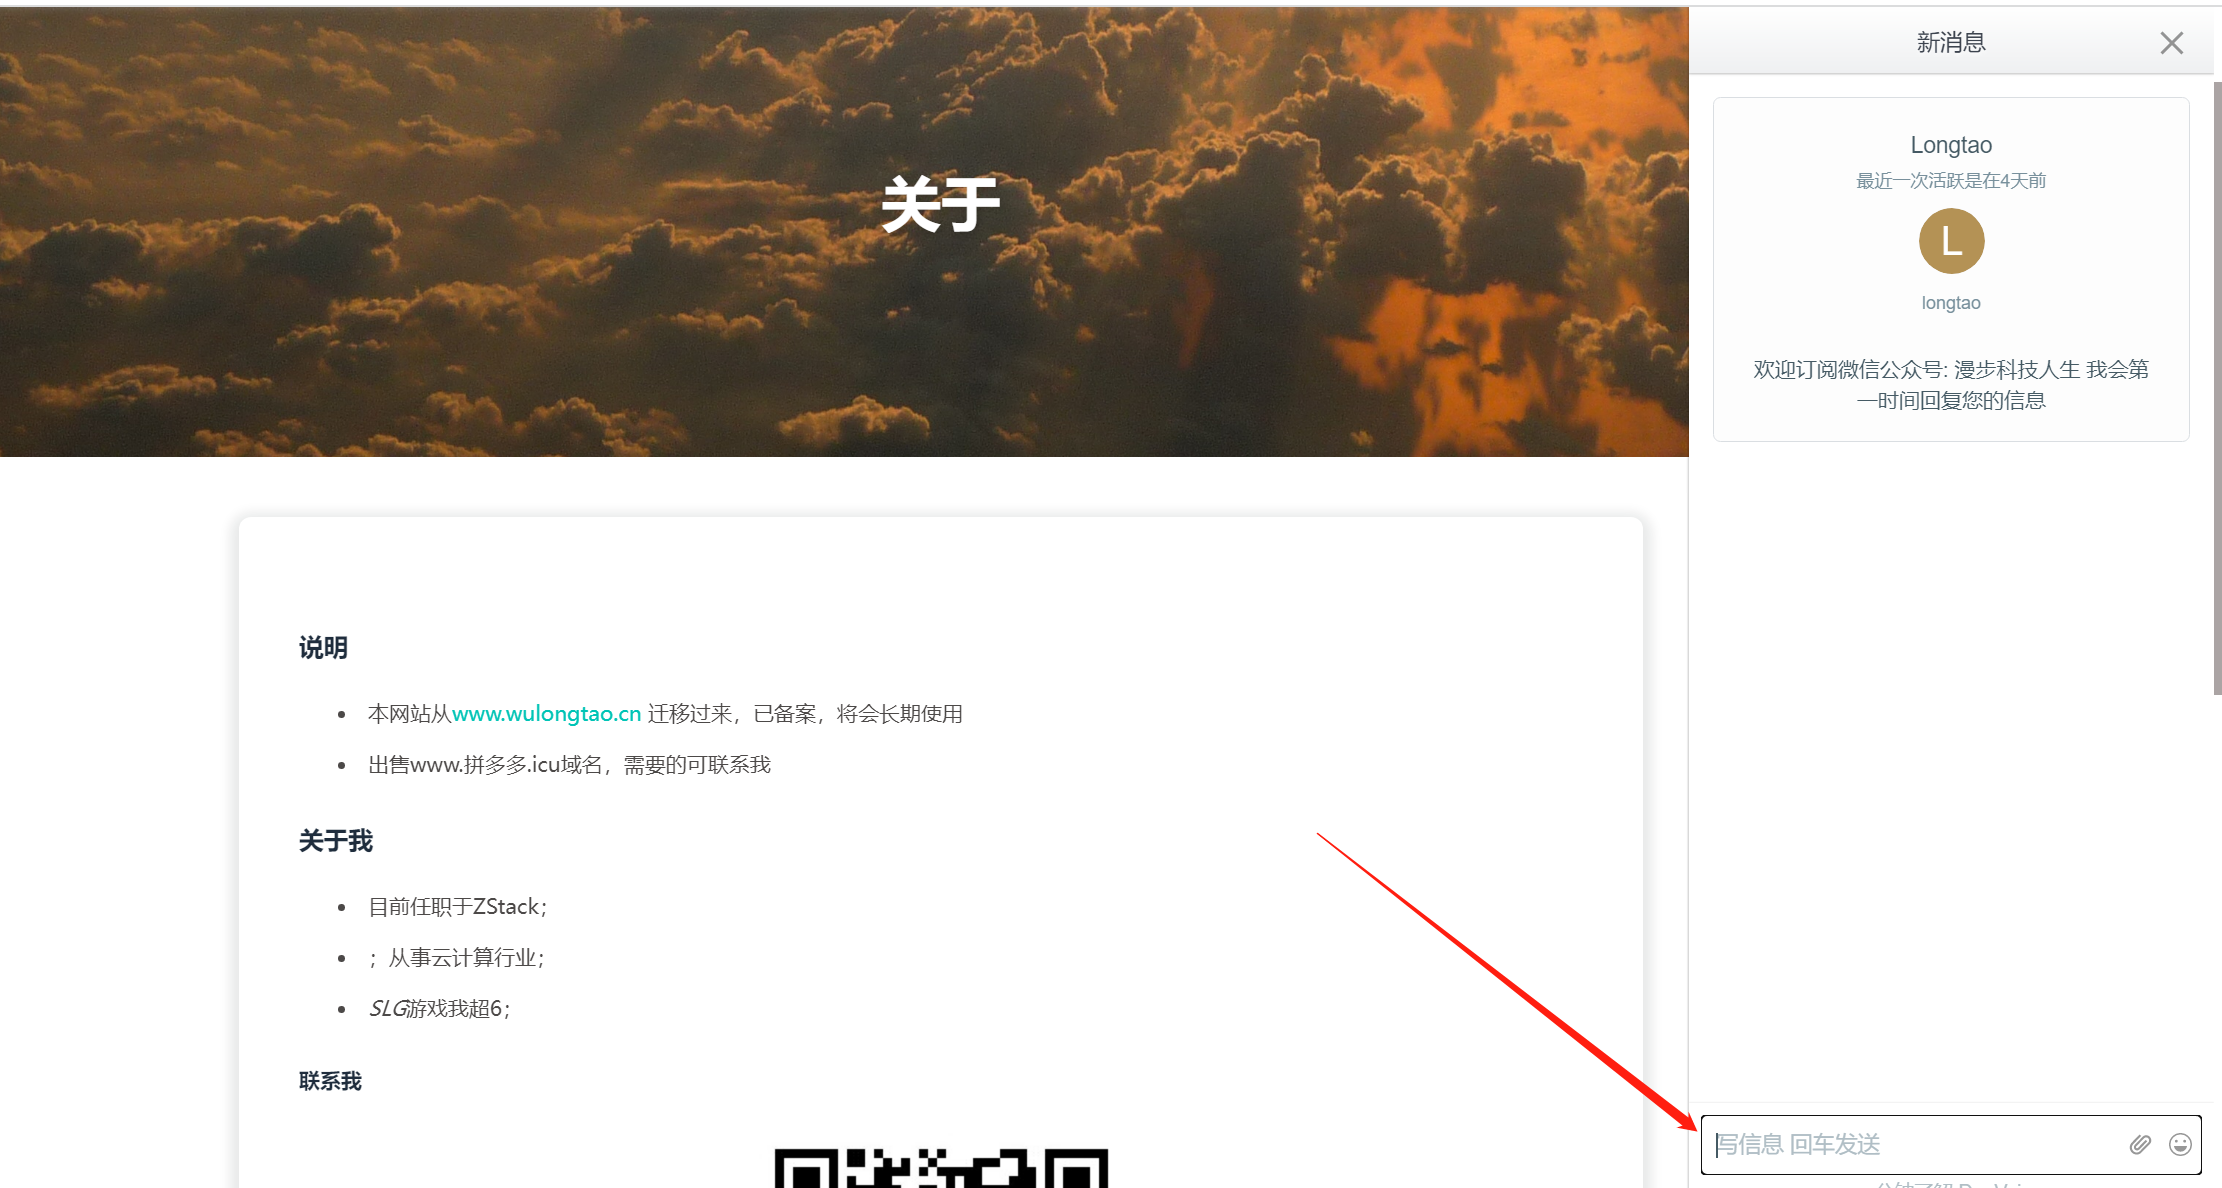 关于
说明
本网站从www.wulongtao.cn 迁移过来，已备案，将会长期使用
出售www.拼多多.icu域名，需要的可联系我
关于我
目前任职于ZStack；
；从事云计算行业；
SLG游戏我超6；
联系我
新消息
Longtao
最近一次活跃是在4天前
L
longtao
欢迎订阅微信公众号: 漫步科技人生 我会第
一时间回复您的信息
写信息 回车发送